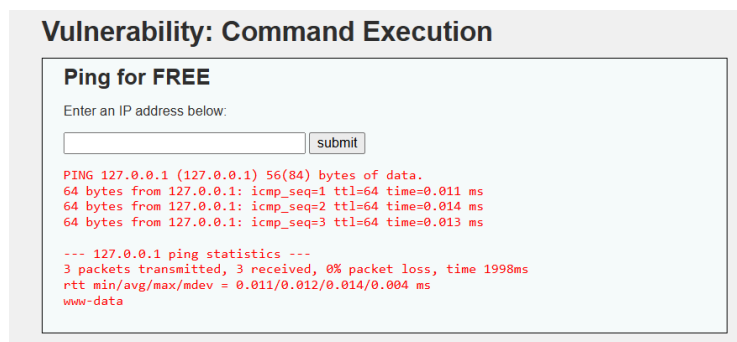 Vulnerability: Command Execution
Ping for FREE
Enter an IP address below:
submit
PING 127.0.0.1 (127.0.0.1) 56(84) bytes of data.
64 bytes from 127.0.0.1: icmp_seq=1 ttl=64 time=0.011 ms
64 bytes from 127.0.0.1: icmp_seq=2 ttl=64 time=0.014 ms
64 bytes from 127.0.0.1: icmp_seq=3 ttl=64 time=0.013 ms
--- 127.0.0.1 ping statistics ---
3 packets transmitted, 3 received, 0% packet loss, time 1998ms
rtt min/avg/max/mdev = 0.011/0.012/0.014/0.004 ms
www-data